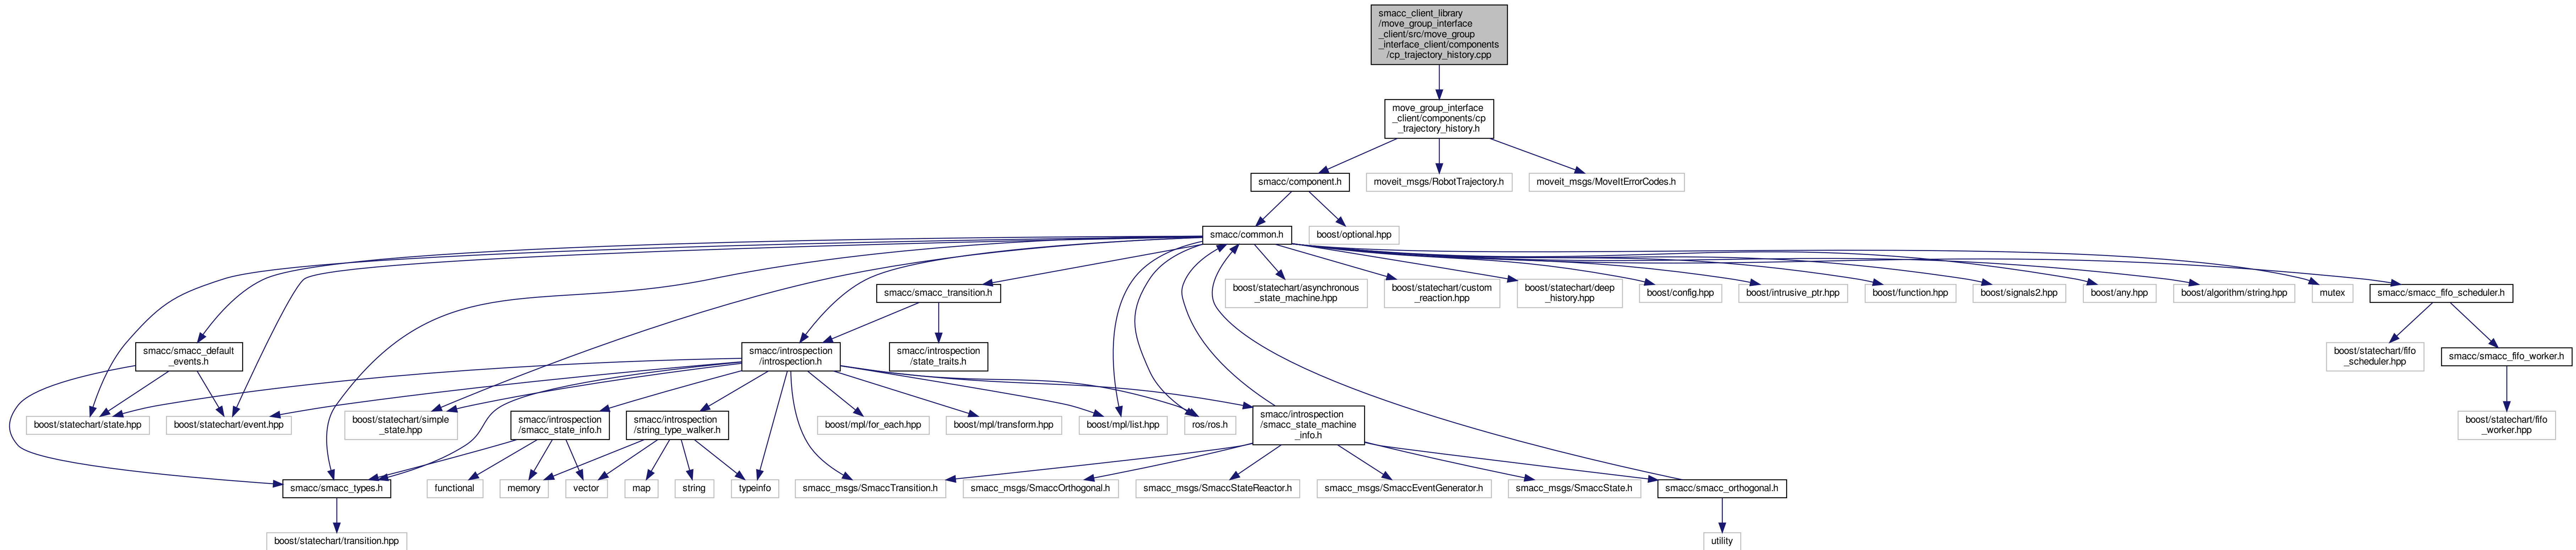 smacc_client_library
/move_group_interface
_client/src/move_group
_interface_client/components
/cp_trajectory_history.cpp
move_group_interface
_client/components/cp
_trajectory_history.h
smacc/component.h
moveit_msgs/RobotTrajectory.h
moveit_msgs/MoveItErrorCodes.h
smacc/common.h
boost/optional.hpp
smacc/smacc_transition.h
boost/statechart/asynchronous
_state_machine.hpp
boost/statechart/custom
_reaction.hpp
boost/statechart/deep
_history.hpp
boost/config.hpp
boost/intrusive_ptr.hpp
boost/function.hpp
boost/signals2.hpp
boost/any.hpp
boost/algorithm/string.hpp
mutex
smacc/smacc_fifo_scheduler.h
smacc/smacc_default
_events.h
smacc/introspection
/introspection.h
smacc/introspection
/state_traits.h
boost/statechart/fifo
_scheduler.hpp
smacc/smacc_fifo_worker.h
boost/statechart/state.hpp
boost/statechart/event.hpp
boost/statechart/simple
_state.hpp
smacc/introspection
/smacc_state_info.h
smacc/introspection
/string_type_walker.h
boost/mpl/for_each.hpp
boost/mpl/transform.hpp
boost/mpl/list.hpp
ros/ros.h
smacc/introspection
/smacc_state_machine
_info.h
boost/statechart/fifo
_worker.hpp
smacc/smacc_types.h
functional
memory
vector
map
string
typeinfo
smacc_msgs/SmaccTransition.h
smacc_msgs/SmaccOrthogonal.h
smacc_msgs/SmaccStateReactor.h
smacc_msgs/SmaccEventGenerator.h
smacc_msgs/SmaccState.h
smacc/smacc_orthogonal.h
boost/statechart/transition.hpp
utility